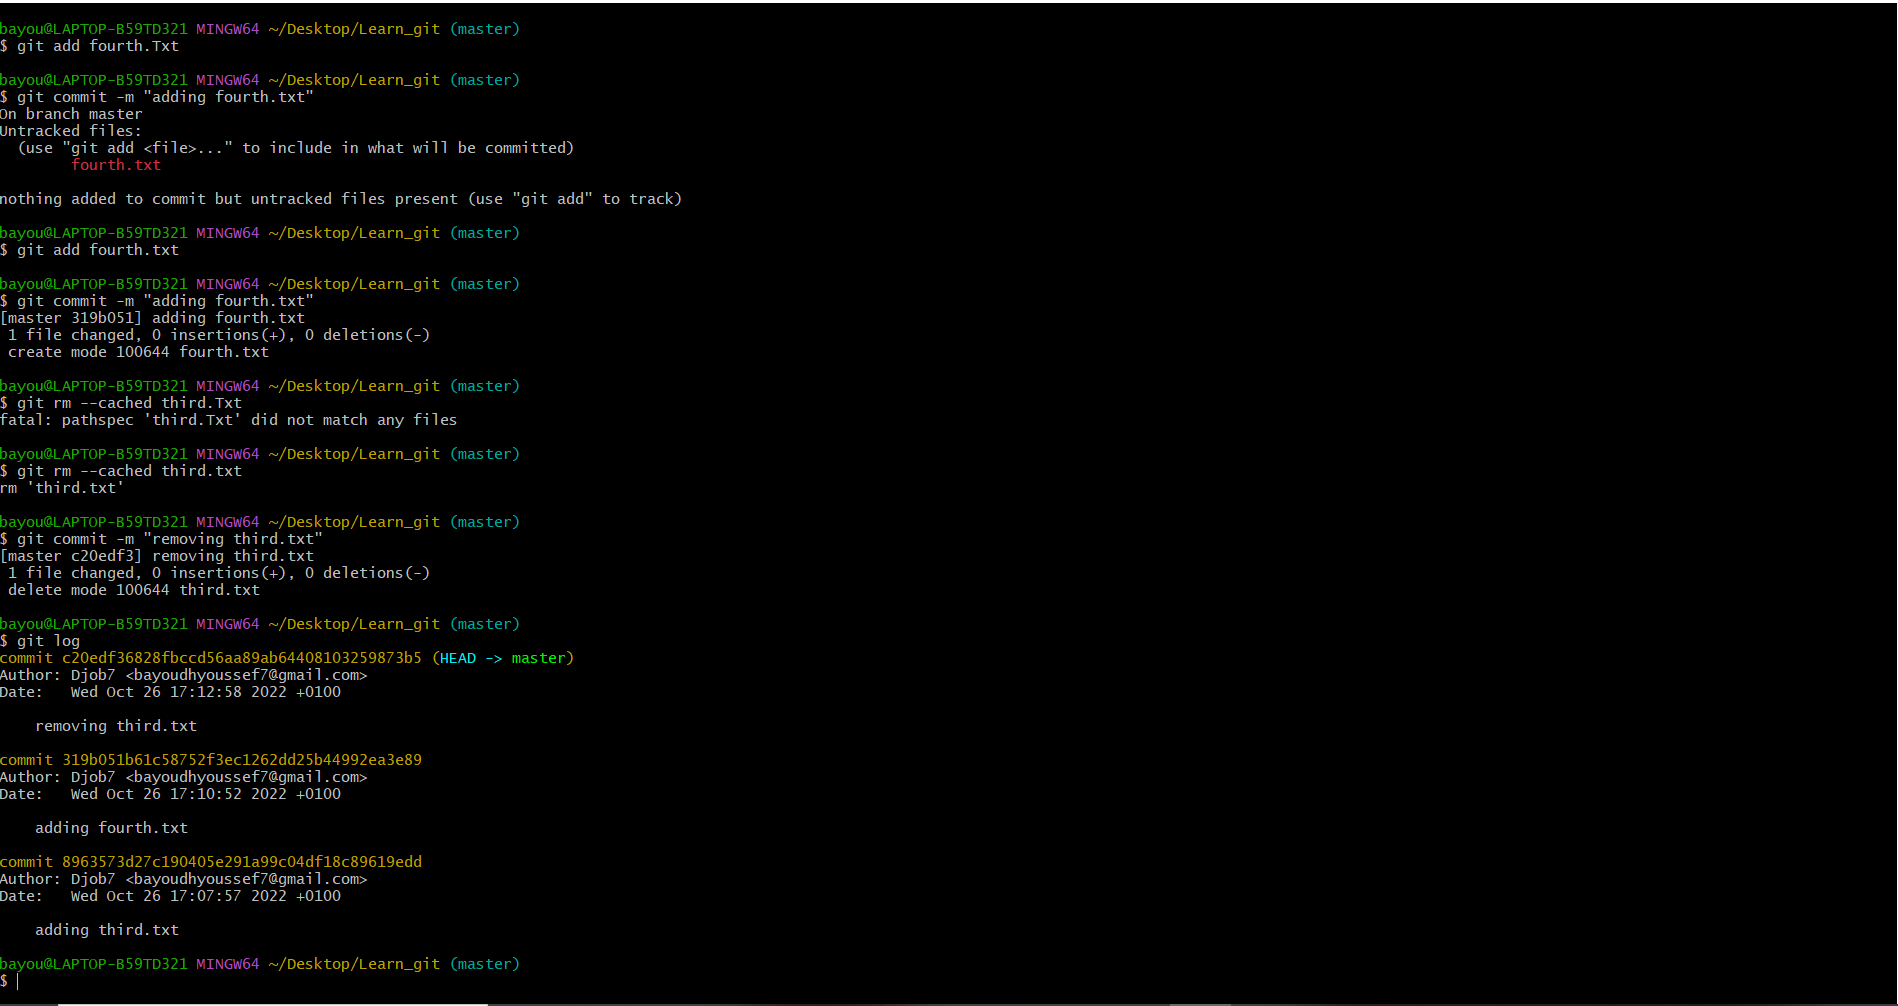 bayou@LAPTOP-B59TD321 MINGW64 ~/Desktop/Learn_git (master)
$ git add fourth.Txt

bayou@LAPTOP-B59TD321 MINGW64 ~/Desktop/Learn_git (master)
$ git commit -m "adding fourth.txt"
On branch master
Untracked files:
  (use "git add <file>..." to include in what will be committed)
        fourth.txt

nothing added to commit but untracked files present (use "git add" to track)

bayou@LAPTOP-B59TD321 MINGW64 ~/Desktop/Learn_git (master)
$ git add fourth.txt

bayou@LAPTOP-B59TD321 MINGW64 ~/Desktop/Learn_git (master)
$ git commit -m "adding fourth.txt"
[master 319b051] adding fourth.txt
 1 file changed, 0 insertions(+), 0 deletions(-)
 create mode 100644 fourth.txt

bayou@LAPTOP-B59TD321 MINGW64 ~/Desktop/Learn_git (master)
$ git rm --cached third.Txt
fatal: pathspec 'third.Txt' did not match any files

bayou@LAPTOP-B59TD321 MINGW64 ~/Desktop/Learn_git (master)
$ git rm --cached third.txt
rm 'third.txt'

bayou@LAPTOP-B59TD321 MINGW64 ~/Desktop/Learn_git (master)
$ git commit -m "removing third.txt"
[master c20edf3] removing third.txt
 1 file changed, 0 insertions(+), 0 deletions(-)
 delete mode 100644 third.txt

bayou@LAPTOP-B59TD321 MINGW64 ~/Desktop/Learn_git (master)
$ git log
commit c20edf36828fbccd56aa89ab64408103259873b5 (HEAD -> master)
Author: Djob7 <bayoudhyoussef7@gmail.com>
Date:   Wed Oct 26 17:12:58 2022 +0100

    removing third.txt

commit 319b051b61c58752f3ec1262dd25b44992ea3e89
Author: Djob7 <bayoudhyoussef7@gmail.com>
Date:   Wed Oct 26 17:10:52 2022 +0100

    adding fourth.txt

commit 8963573d27c190405e291a99c04df18c89619edd
Author: Djob7 <bayoudhyoussef7@gmail.com>
Date:   Wed Oct 26 17:07:57 2022 +0100

    adding third.txt

bayou@LAPTOP-B59TD321 MINGW64 ~/Desktop/Learn_git (master)
$